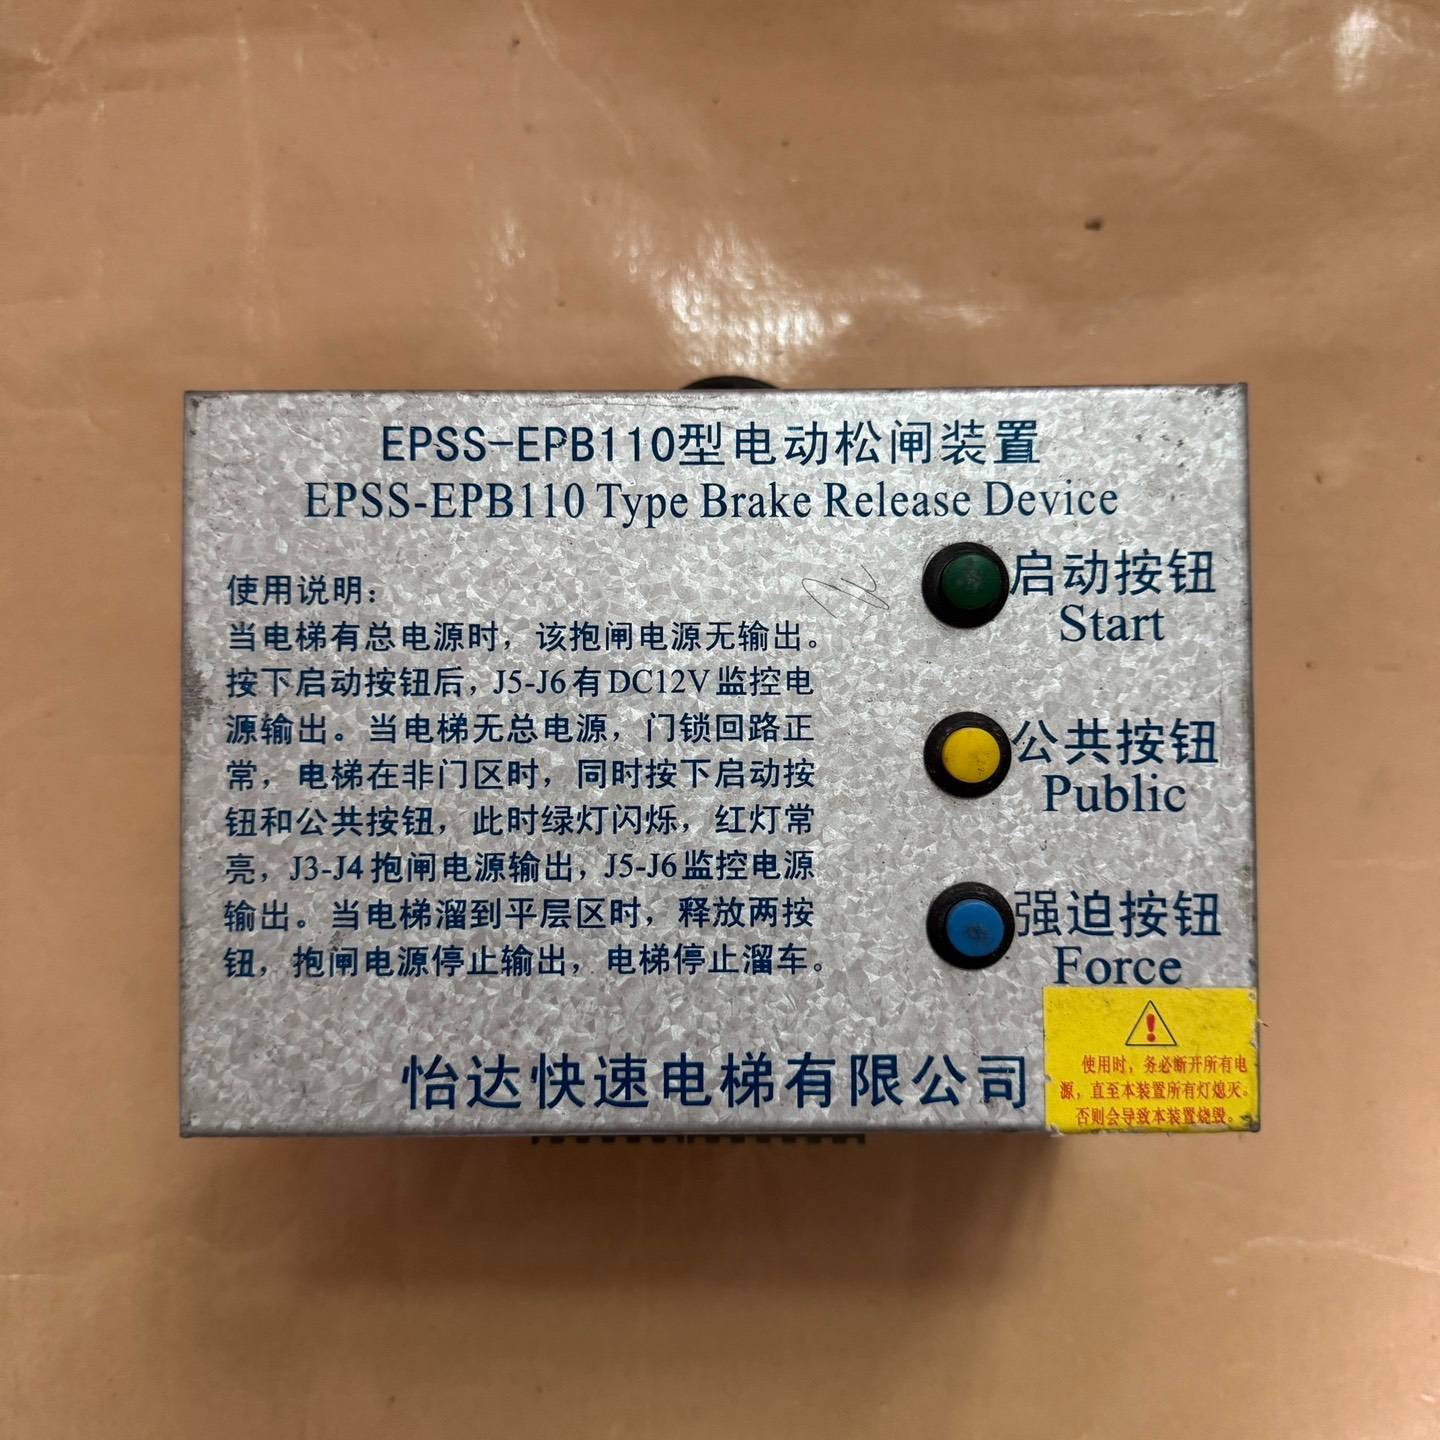 EPSS-EPB110型电动松闸装置
EPSS-EPB110 Type Brake Release Device
使用说明:
当电梯有总电源时，该抱闸电源无输出。
按下启动按钮后，J5-J6有DC12V监控电
源输出。当电梯无总电源，门锁回路正
常，电梯在非门区时，同时按下启动按
钮和公共按钮，此时绿灯闪烁，红灯常
亮，J3-J4抱闸电源输出，J5-J6监控电源
输出。当电梯溜到平层区时，释放两按
钮，抱闸电源停止输出，电梯停止溜车。
启动按钮
Start
公共按钮
Public
强迫按钮
Force
怡达快速电梯有限公司
使用时，务必断开所有电
源，直至本装置所有灯熄灭。
否则会导致本装置烧毁。